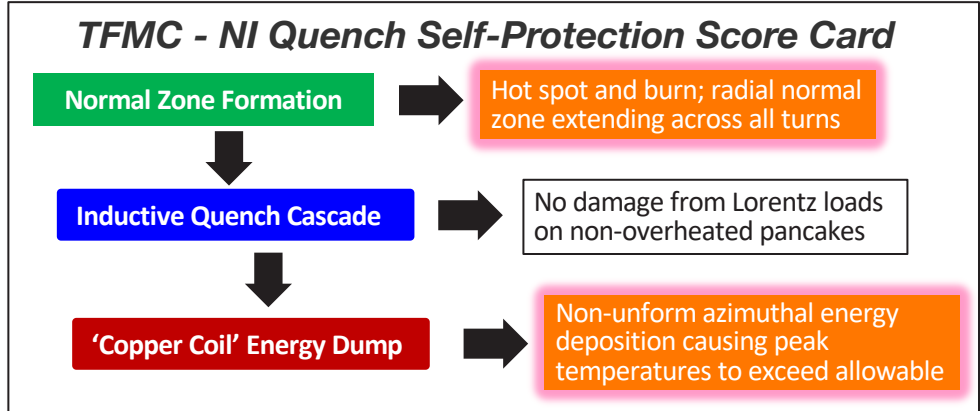 TFMC - NI Quench Self-Protection Score Card
Normal Zone Formation
Hot spot and burn; radial normal
zone extending across all turns
Inductive Quench Cascade
No damage from Lorentz loads
on non-overheated pancakes
‘Copper Coil’ Energy Dump
Non-unform azimuthal energy
deposition causing peak
temperatures to exceed allowable